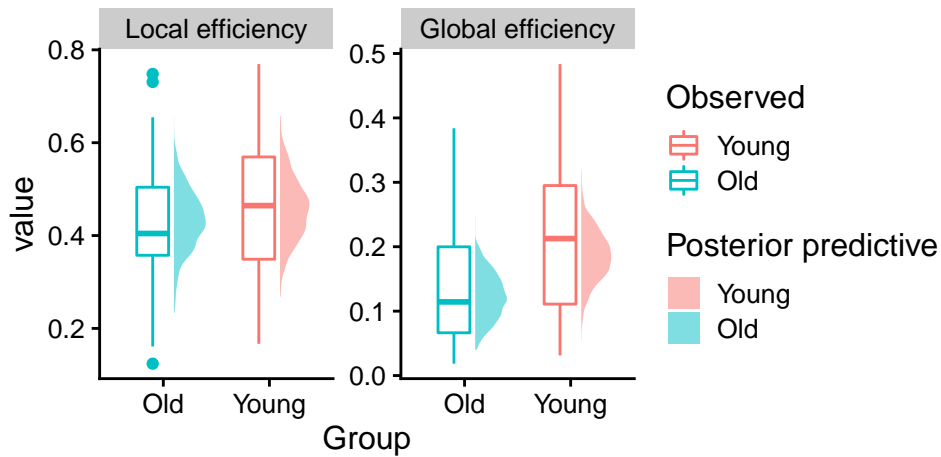 Local efficiency
Global efficiency
value
0.8
0.6
0.4
0.2
0.5
0.4
0.3
0.2
0.1
0.0
Old
Young
Old
Young
Group
Observed
Young
Old
Posterior predictive
Young
Old